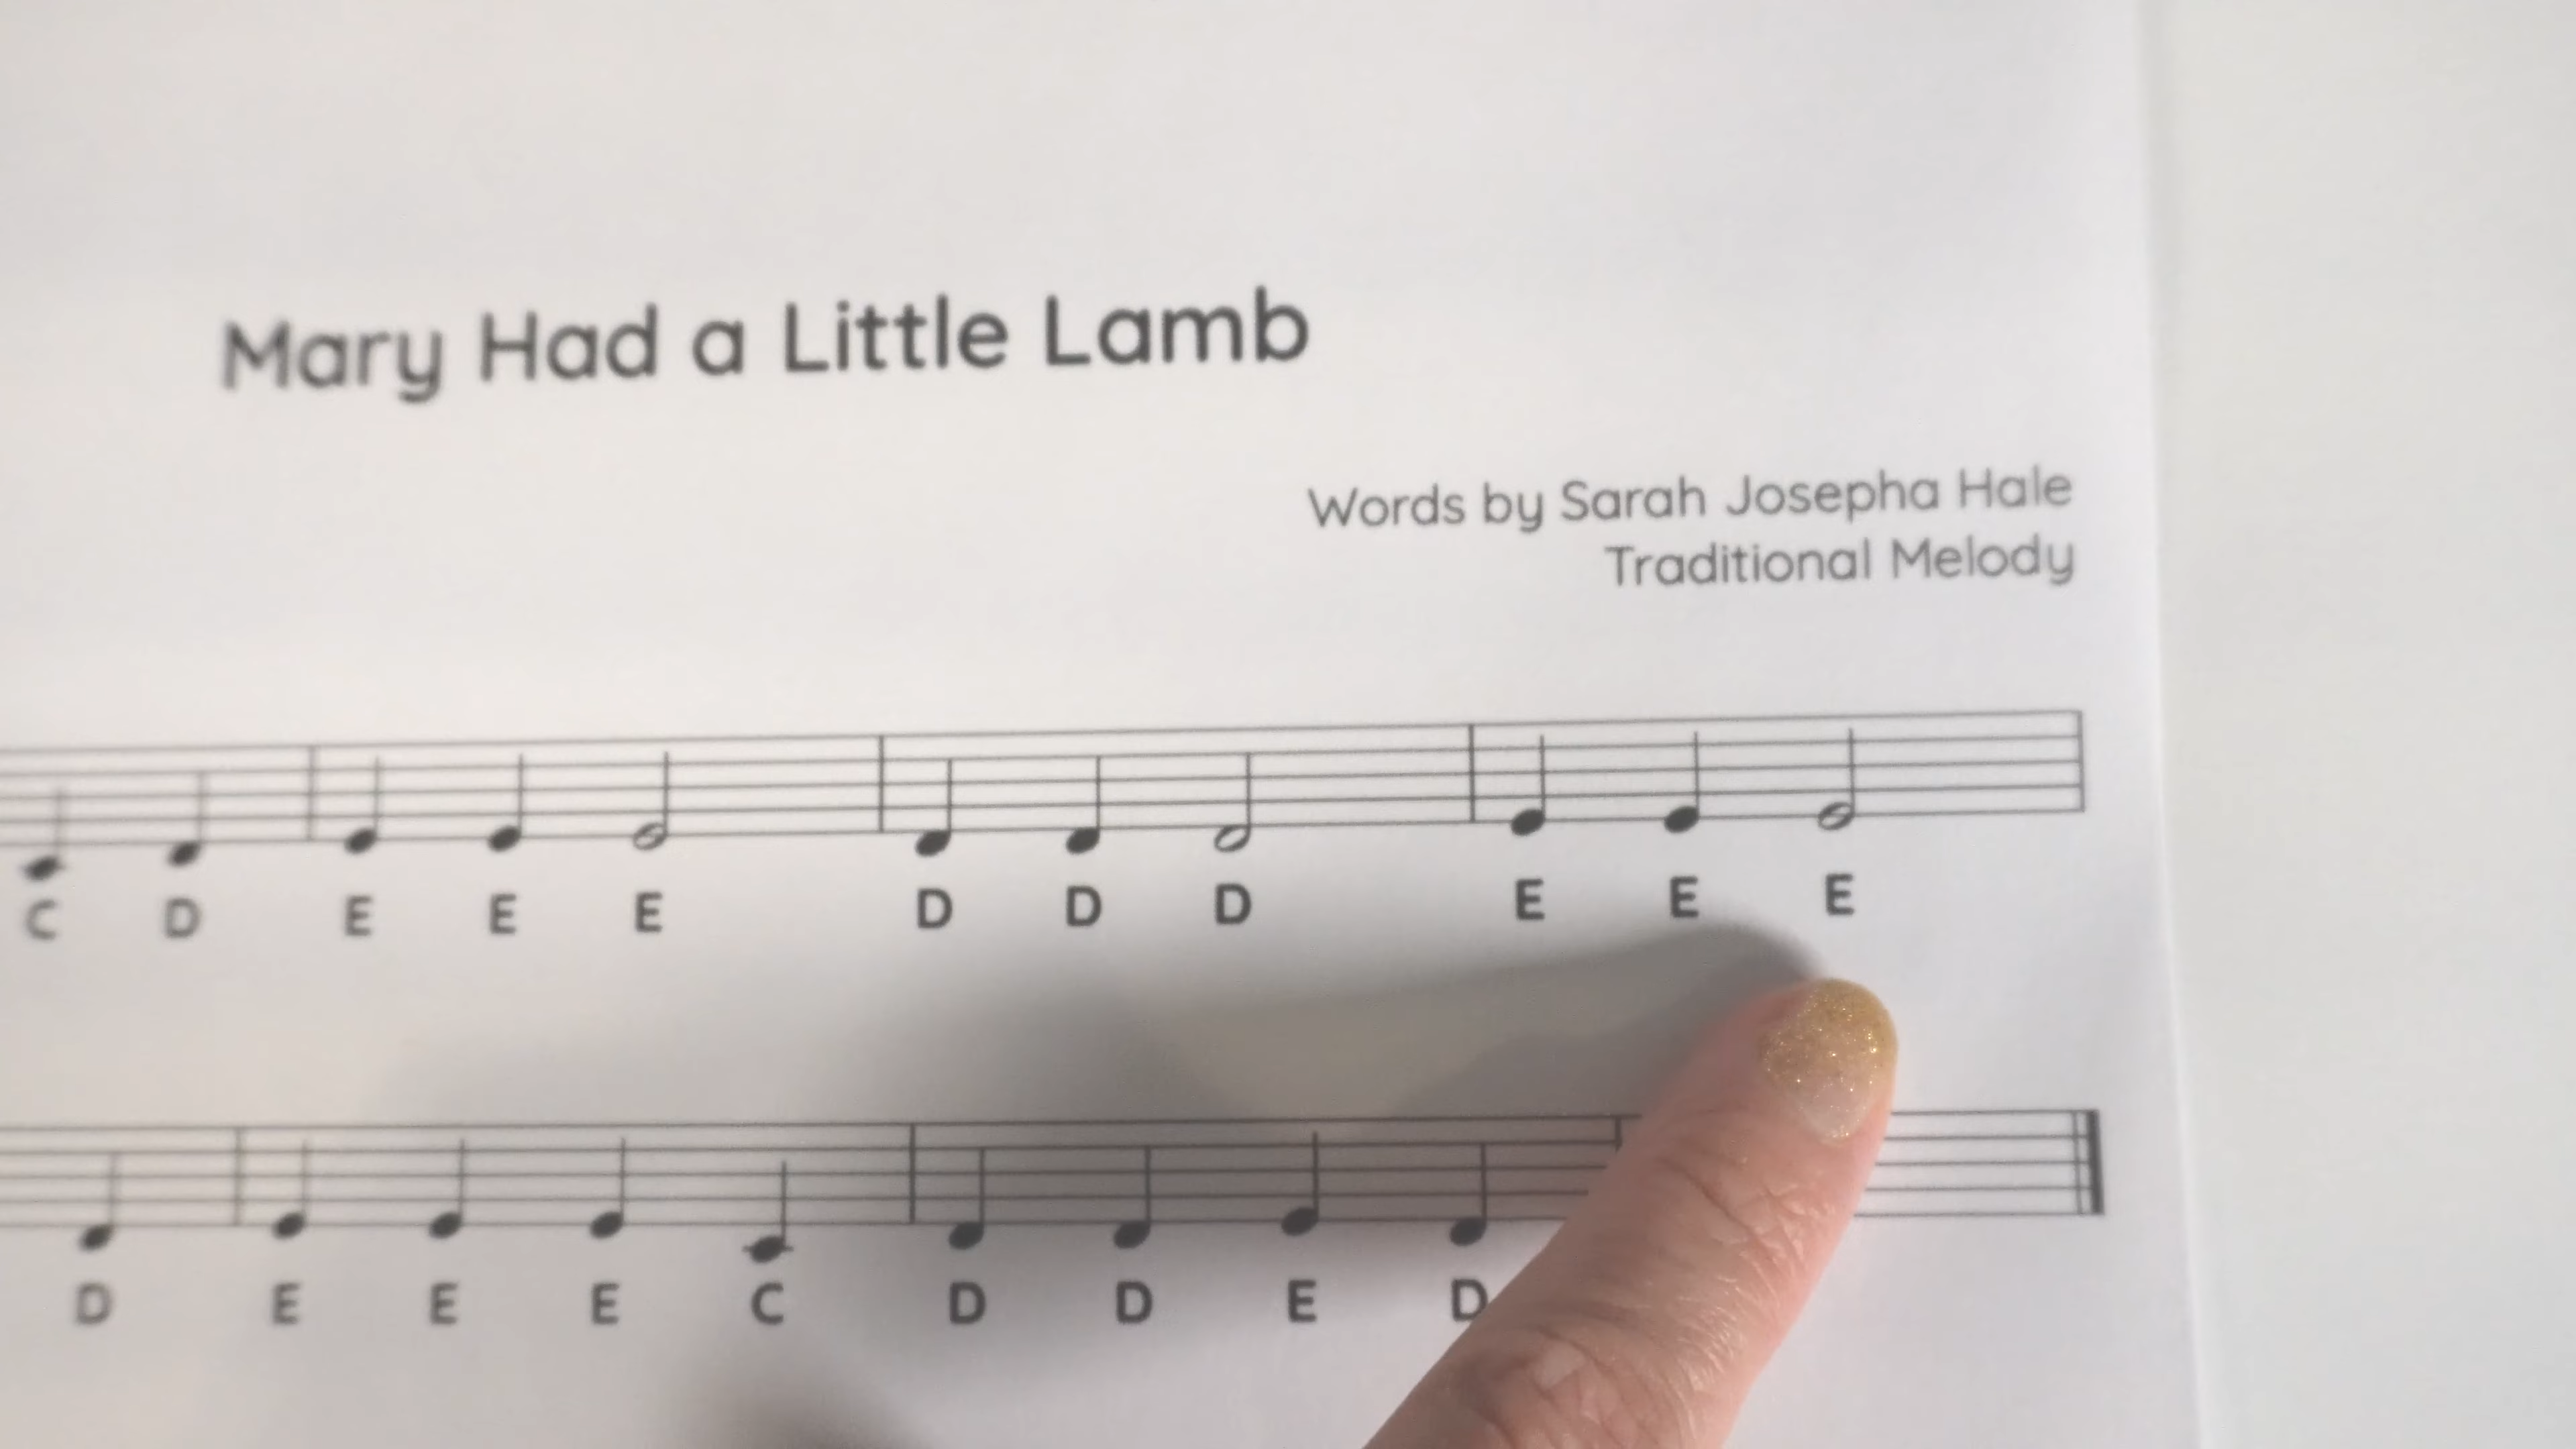 Mary Had a Little Lamb
Words by Sarah Josepha Hale
Traditional Melody
C D E E E D D D E E E
D E E E C D D E D